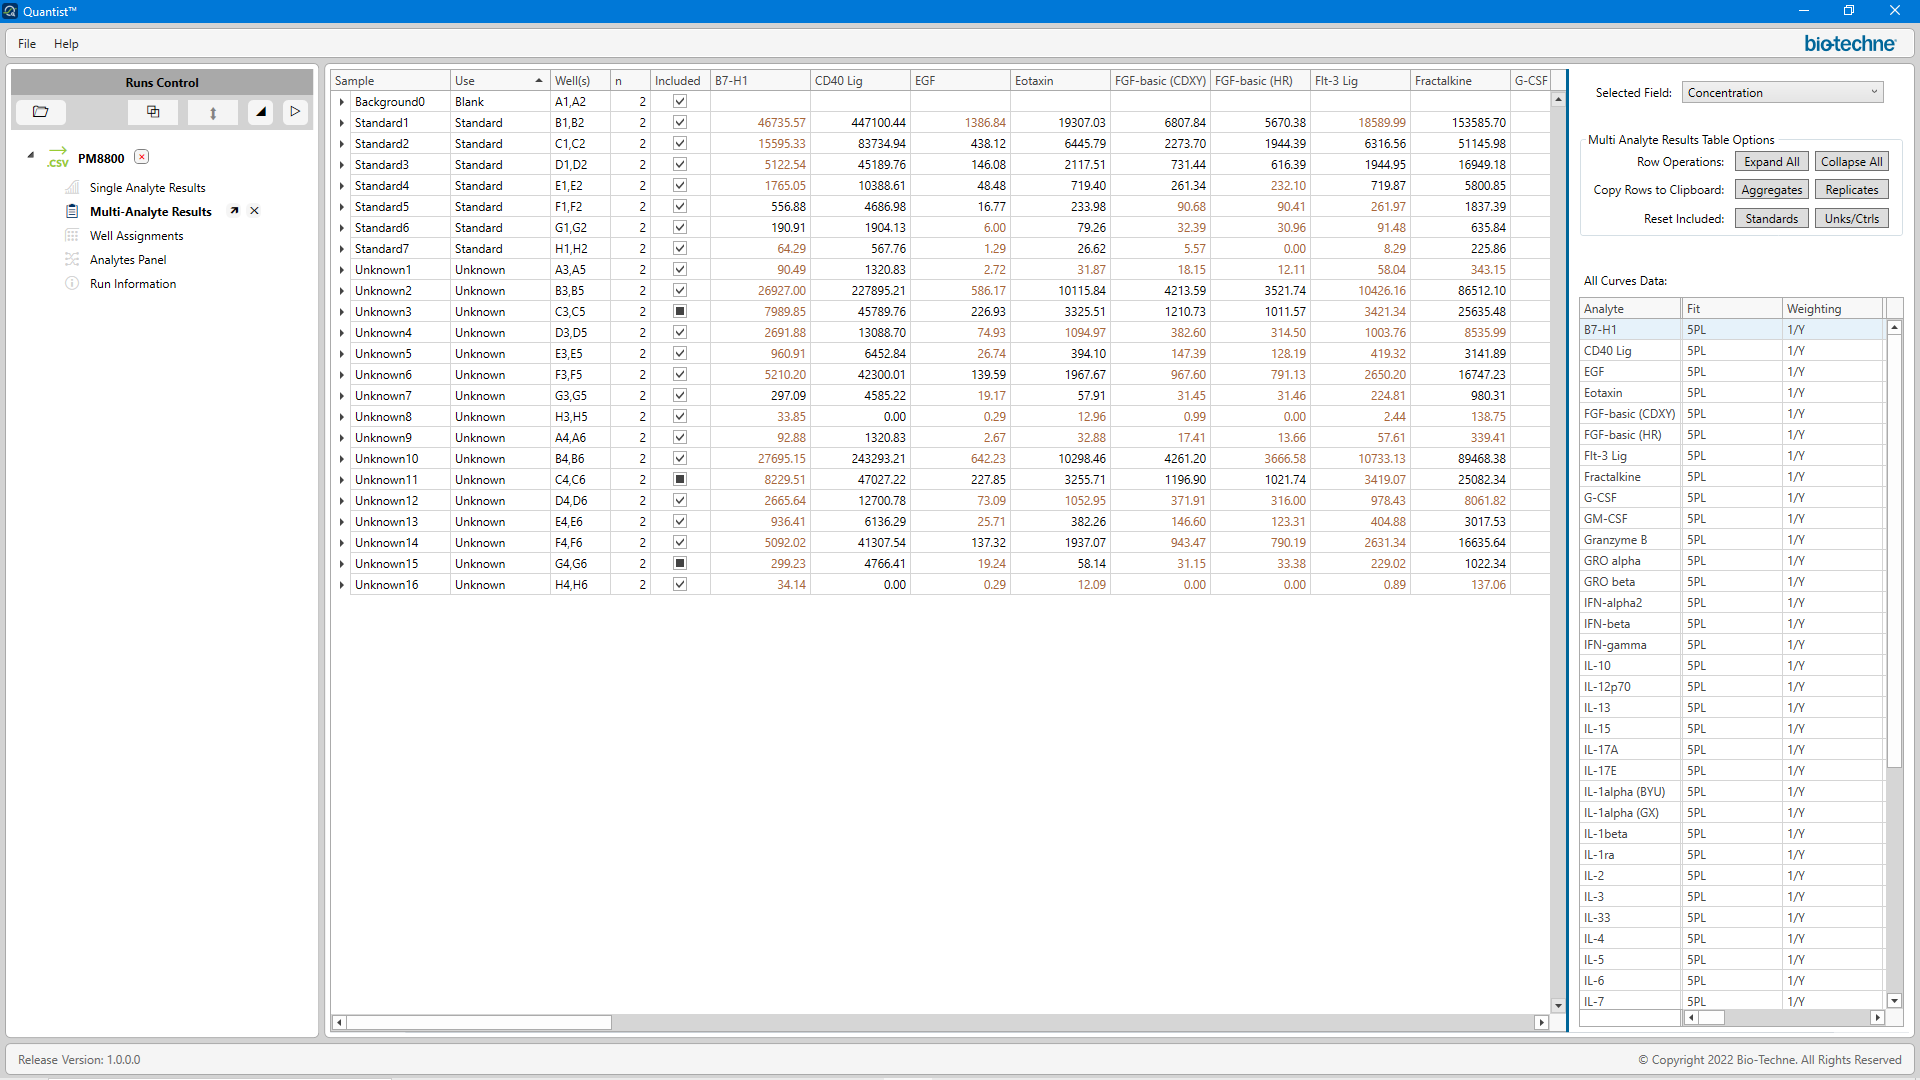 Quantist™
File Help
bio-techne
Runs Control
.CSV PM8800
Single Analyte Results
Multi-Analyte Results
Well Assignments
Analytes Panel
Run Information
Sample Use Well(s) n Included B7-H1 CD40 Lig EGF Eotaxin FGF-basic (CDXY) FGF-basic (HR) Flt-3 Lig Fractalkine G-CSF
Background0 Blank A1,A2 2
Standard1 Standard B1,B2 2 46735.57 447100.44 1386.84 19307.03 6807.84 5670.38 18589.99 153585.70
Standard2 Standard C1,C2 2 15595.33 83734.94 438.12 6445.79 2273.70 1944.39 6316.56 51145.98
Standard3 Standard D1,D2 2 5122.54 45189.76 146.08 2117.51 731.44 616.39 1944.95 16949.18
Standard4 Standard E1,E2 2 1765.05 10388.61 48.48 719.40 261.34 232.10 719.87 5800.85
Standard5 Standard F1,F2 2 556.88 4686.98 16.77 233.98 90.68 90.41 261.97 1837.39
Standard6 Standard G1,G2 2 190.91 1904.13 6.00 79.26 32.39 30.96 91.48 635.84
Standard7 Standard H1,H2 2 64.29 567.76 1.29 26.62 5.57 0.00 8.29 225.86
Unknown1 Unknown A3,A5 2 90.49 1320.83 2.72 31.87 18.15 12.11 58.04 343.15
Unknown2 Unknown B3,B5 2 26927.00 227895.21 586.17 10115.84 4213.59 3521.74 10426.16 86512.10
Unknown3 Unknown C3,C5 2 7989.85 45789.76 226.93 3325.51 1210.73 1011.57 3421.34 25635.48
Unknown4 Unknown D3,D5 2 2691.88 13088.70 74.93 1094.97 382.60 314.50 1003.76 8535.99
Unknown5 Unknown E3,E5 2 960.91 6452.84 26.74 394.10 147.39 128.19 419.32 3141.89
Unknown6 Unknown F3,F5 2 5210.20 42300.01 139.59 1967.67 967.60 791.13 2650.20 16747.23
Unknown7 Unknown G3,G5 2 297.09 4585.22 19.17 57.91 31.45 31.46 224.81 980.31
Unknown8 Unknown H3,H5 2 33.85 0.00 0.29 12.96 0.99 0.00 2.44 138.75
Unknown9 Unknown A4,A6 2 92.88 1320.83 2.67 32.88 17.41 13.66 57.61 339.41
Unknown10 Unknown B4,B6 2 27695.15 243293.21 642.23 10298.46 4261.20 3666.58 10733.13 89468.38
Unknown11 Unknown C4,C6 2 8229.51 47027.22 227.85 3255.71 1196.90 1021.74 3419.07 25082.34
Unknown12 Unknown D4,D6 2 2665.64 12700.78 73.09 1052.95 371.91 316.00 978.43 8061.82
Unknown13 Unknown E4,E6 2 936.41 6136.29 25.71 382.26 146.60 123.31 404.88 3017.53
Unknown14 Unknown F4,F6 2 5092.02 41307.54 137.32 1937.07 943.47 790.19 2631.34 16635.64
Unknown15 Unknown G4,G6 2 299.23 4766.41 19.24 58.14 31.15 33.38 229.02 1022.34
Unknown16 Unknown H4,H6 2 34.14 0.00 0.29 12.09 0.00 0.00 0.89 137.06
Selected Field: Concentration
Multi Analyte Results Table Options
Row Operations: Expand All Collapse All
Copy Rows to Clipboard: Aggregates Replicates
Reset Included: Standards Unks/Ctrls
All Curves Data:
Analyte Fit Weighting
B7-H1 5PL 1/Y
CD40 Lig 5PL 1/Y
EGF 5PL 1/Y
Eotaxin 5PL 1/Y
FGF-basic (CDXY) 5PL 1/Y
FGF-basic (HR) 5PL 1/Y
Flt-3 Lig 5PL 1/Y
Fractalkine 5PL 1/Y
G-CSF 5PL 1/Y
GM-CSF 5PL 1/Y
Granzyme B 5PL 1/Y
GRO alpha 5PL 1/Y
GRO beta 5PL 1/Y
IFN-alpha2 5PL 1/Y
IFN-beta 5PL 1/Y
IFN-gamma 5PL 1/Y
IL-10 5PL 1/Y
IL-12p70 5PL 1/Y
IL-13 5PL 1/Y
IL-15 5PL 1/Y
IL-17A 5PL 1/Y
IL-17E 5PL 1/Y
IL-1alpha (BYU) 5PL 1/Y
IL-1alpha (GX) 5PL 1/Y
IL-1beta 5PL 1/Y
IL-1ra 5PL 1/Y
IL-2 5PL 1/Y
IL-3 5PL 1/Y
IL-33 5PL 1/Y
IL-4 5PL 1/Y
IL-5 5PL 1/Y
IL-6 5PL 1/Y
IL-7 5PL 1/Y
Release Version: 1.0.0.0
© Copyright 2022 Bio-Techne. All Rights Reserved